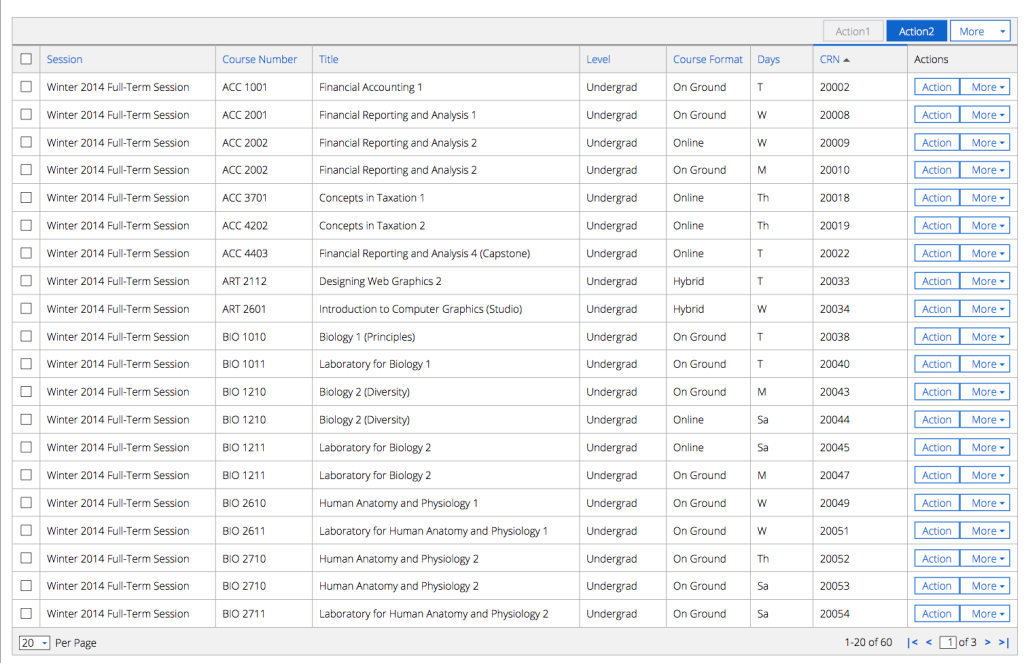 Action1 Action2 More
Session Course Number Title Level Course Format Days CRN Actions
Winter 2014 Full-Term Session ACC 1001 Financial Accounting 1 Undergrad On Ground T 20002 Action More
Winter 2014 Full-Term Session ACC 2001 Financial Reporting and Analysis 1 Undergrad On Ground W 20008 Action More
Winter 2014 Full-Term Session ACC 2002 Financial Reporting and Analysis 2 Undergrad Online W 20009 Action More
Winter 2014 Full-Term Session ACC 2002 Financial Reporting and Analysis 2 Undergrad On Ground M 20010 Action More
Winter 2014 Full-Term Session ACC 3701 Concepts in Taxation 1 Undergrad Online Th 20018 Action More
Winter 2014 Full-Term Session ACC 4202 Concepts in Taxation 2 Undergrad Online Th 20019 Action More
Winter 2014 Full-Term Session ACC 4403 Financial Reporting and Analysis 4 (Capstone) Undergrad Online T 20022 Action More
Winter 2014 Full-Term Session ART 2112 Designing Web Graphics 2 Undergrad Hybrid T 20033 Action More
Winter 2014 Full-Term Session ART 2601 Introduction to Computer Graphics (Studio) Undergrad Hybrid W 20034 Action More
Winter 2014 Full-Term Session BIO 1010 Biology 1 (Principles) Undergrad On Ground T 20038 Action More
Winter 2014 Full-Term Session BIO 1011 Laboratory for Biology 1 Undergrad On Ground T 20040 Action More
Winter 2014 Full-Term Session BIO 1210 Biology 2 (Diversity) Undergrad On Ground M 20043 Action More
Winter 2014 Full-Term Session BIO 1210 Biology 2 (Diversity) Undergrad Online Sa 20044 Action More
Winter 2014 Full-Term Session BIO 1211 Laboratory for Biology 2 Undergrad Online Sa 20045 Action More
Winter 2014 Full-Term Session BIO 1211 Laboratory for Biology 2 Undergrad On Ground M 20047 Action More
Winter 2014 Full-Term Session BIO 2610 Human Anatomy and Physiology 1 Undergrad On Ground W 20049 Action More
Winter 2014 Full-Term Session BIO 2611 Laboratory for Human Anatomy and Physiology 1 Undergrad On Ground W 20051 Action More
Winter 2014 Full-Term Session BIO 2710 Human Anatomy and Physiology 2 Undergrad On Ground Th 20052 Action More
Winter 2014 Full-Term Session BIO 2710 Human Anatomy and Physiology 2 Undergrad On Ground Sa 20053 Action More
Winter 2014 Full-Term Session BIO 2711 Laboratory for Human Anatomy and Physiology 2 Undergrad On Ground Sa 20054 Action More
20 Per Page 1-20 of 60 |< < 1 of 3 > >|